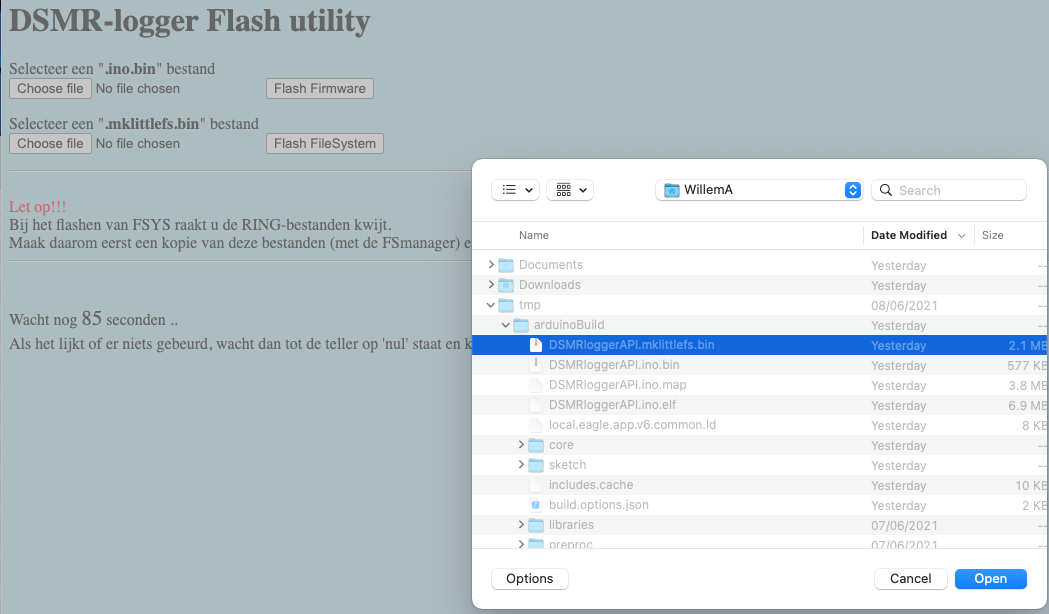 DSMR-logger Flash utility
Selecteer een ".ino.bin" bestand
Choose file No file chosen Flash Firmware
Selecteer een ".mklittlefs.bin" bestand
Choose file No file chosen Flash FileSystem
Let op!!!
Bij het flashen van FSYS raakt u de RING-bestanden kwijt.
Maak daarom eerst een kopie van deze bestanden (met de FSmanager) e
Wacht nog 85 seconden ..
Als het lijkt of er niets gebeurd, wacht dan tot de teller op 'nul' staat en k
WillemA Search
Name Date Modified Size
Documents Yesterday --
Downloads Yesterday --
tmp 08/06/2021 --
arduinoBuild Yesterday --
DSMRloggerAPI.mklittlefs.bin Yesterday 2.1 MB
DSMRloggerAPI.ino.bin Yesterday 577 KB
DSMRloggerAPI.ino.map Yesterday 3.8 MB
DSMRloggerAPI.ino.elf Yesterday 6.9 MB
local.eagle.app.v6.common.ld Yesterday 8 KB
core Yesterday --
sketch Yesterday --
includes.cache Yesterday 10 KB
build.options.json Yesterday 2 KB
libraries 07/06/2021 --
preproc 07/06/2021 --
Options Cancel Open